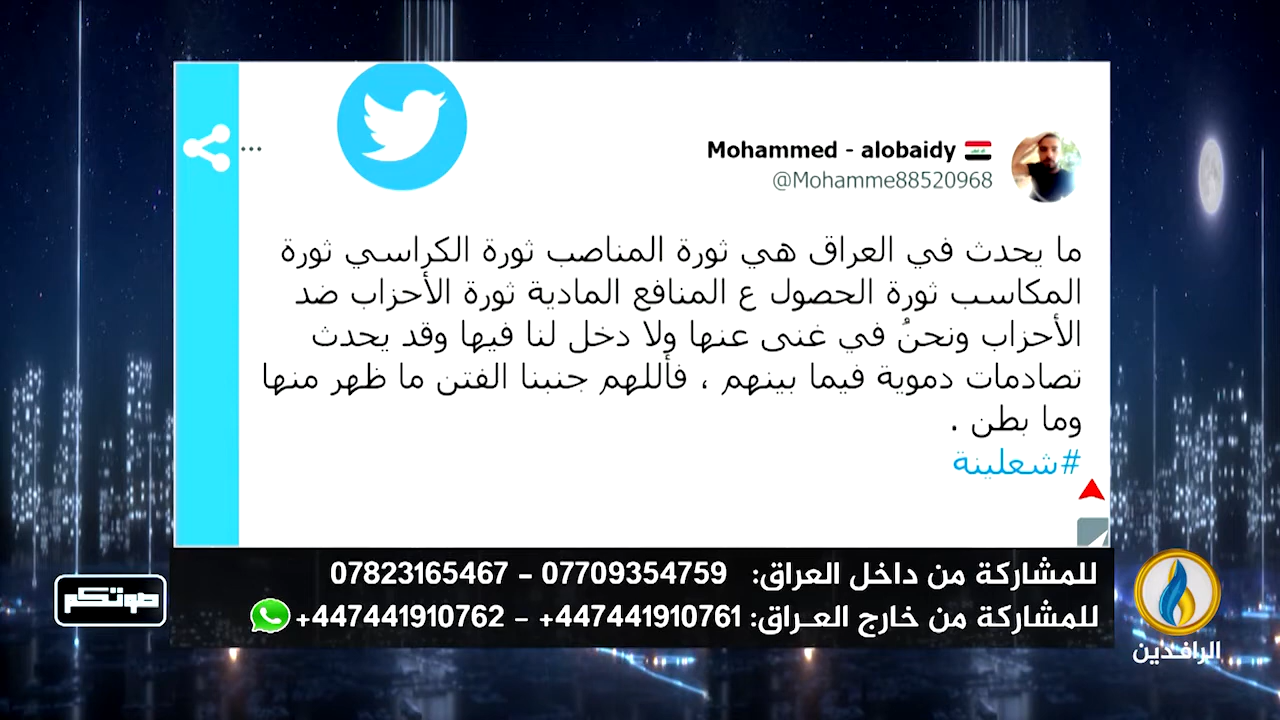 Mohammed - alobaidy
@Mohamme88520968
ما يحدث في العراق هي ثورة المناصب ثورة الكراسي ثورة
المكاسب ثورة الحصول ع المنافع المادية ثورة الأحزاب ضد
الأحزاب ونحنُ في غنى عنها ولا دخل لنا فيها وقد يحدث
تصادمات دموية فيما بينهم ، فأللهم جنبنا الفتن ما ظهر منها
وما بطن .
#شعلينة
للمشاركة من داخل العراق: 07709354759 - 07823165467
للمشاركة من خارج العـراق: 447441910761+ - 447441910762+
صوتكم
الرافدين